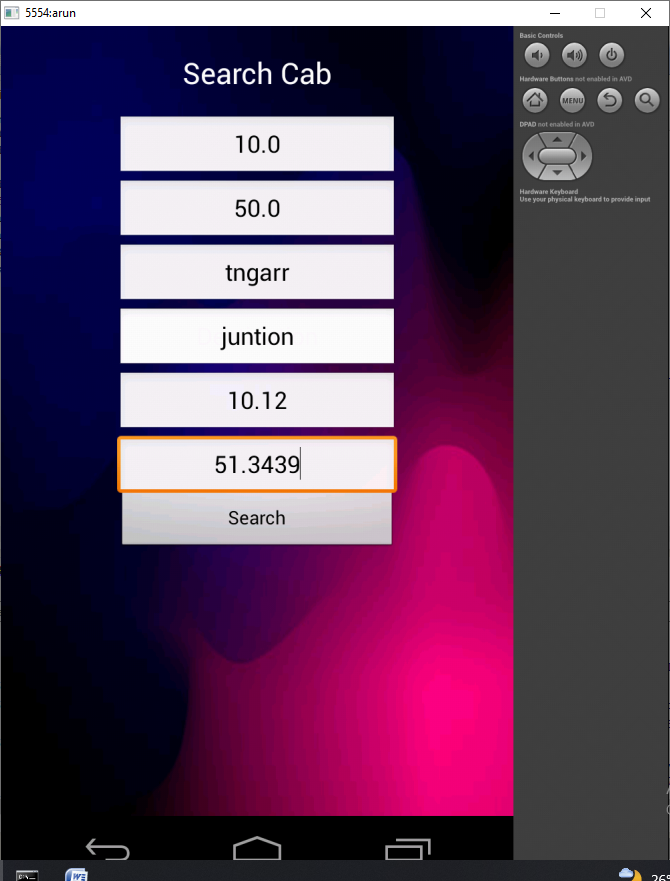 5554:arun
Search Cab
10.0
50.0
tngarr
juntion
10.12
51.3439
Search
Basic Controls
Hardware Buttons not enabled in AVD
MENU
DPAD not enabled in AVD
Hardware Keyboard
Use your physical keyboard to provide input